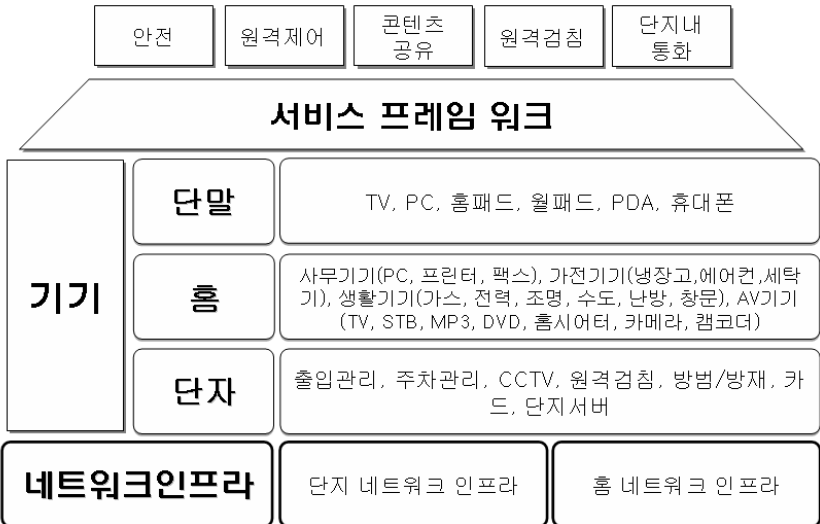 안전
원격제어
콘텐츠
공유
원격검침
단지내
통화
서비스 프레임 워크
기기
단말
TV, PC, 홈패드, 월패드, PDA, 휴대폰
홈
사무기기(PC, 프린터, 팩스), 가전기기(냉장고,에어컨,세탁
기), 생활기기(가스, 전력, 조명, 수도, 난방, 창문), AV기기
(TV, STB, MP3, DVD, 홈시어터, 카메라, 캠코더)
단자
출입관리, 주차관리, CCTV, 원격검침, 방범/방재, 카
드, 단지서버
네트워크인프라
단지 네트워크 인프라
홈 네트워크 인프라